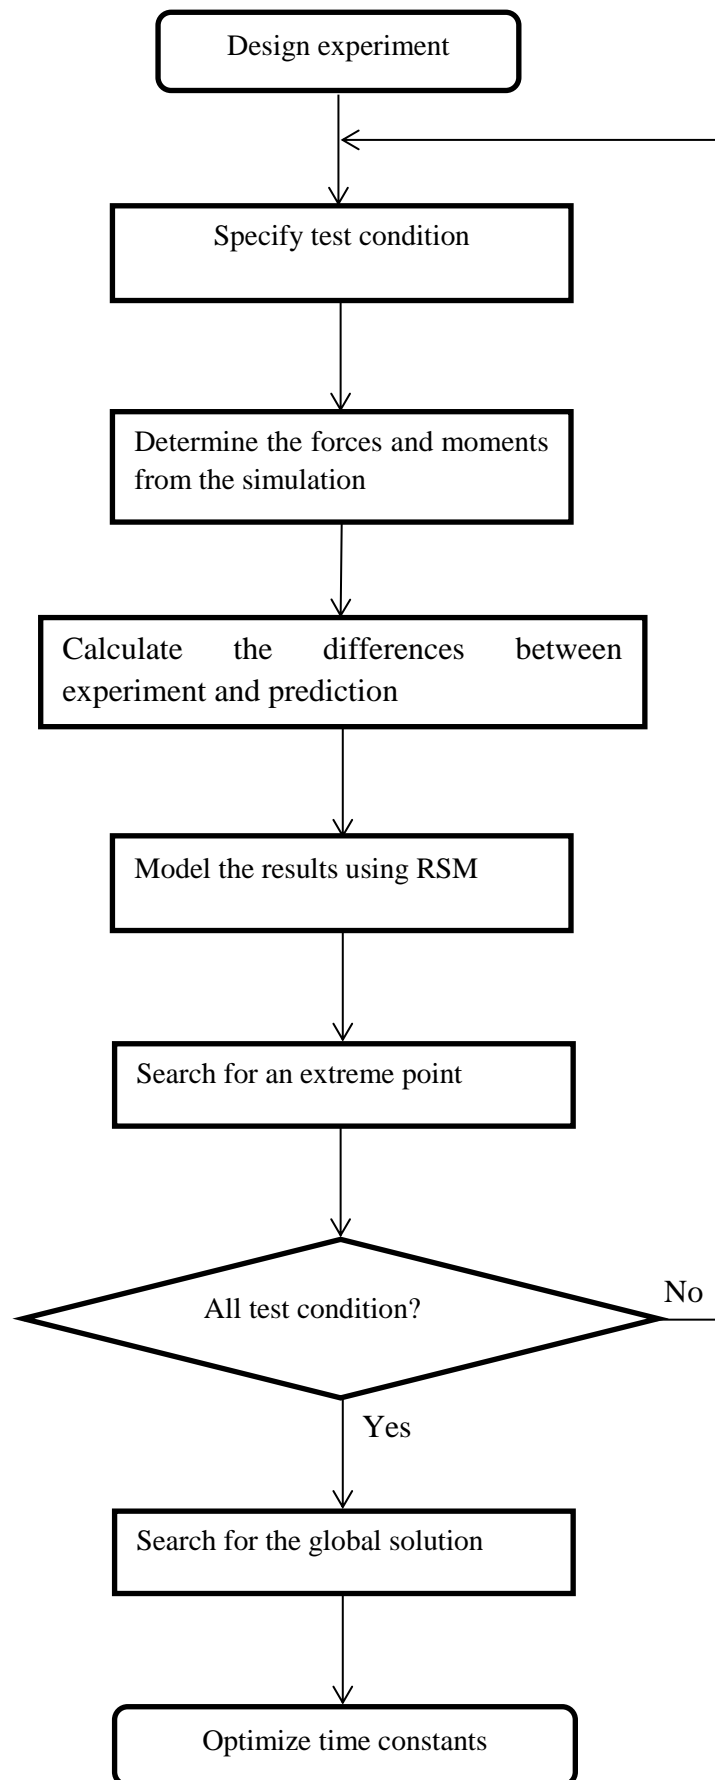 Design experiment
Specify test condition
Determine the forces and moments
from the simulation
Calculate the differences between
experiment and prediction
Model the results using RSM
Search for an extreme point
All test condition?
No
Yes
Search for the global solution
Optimize time constants